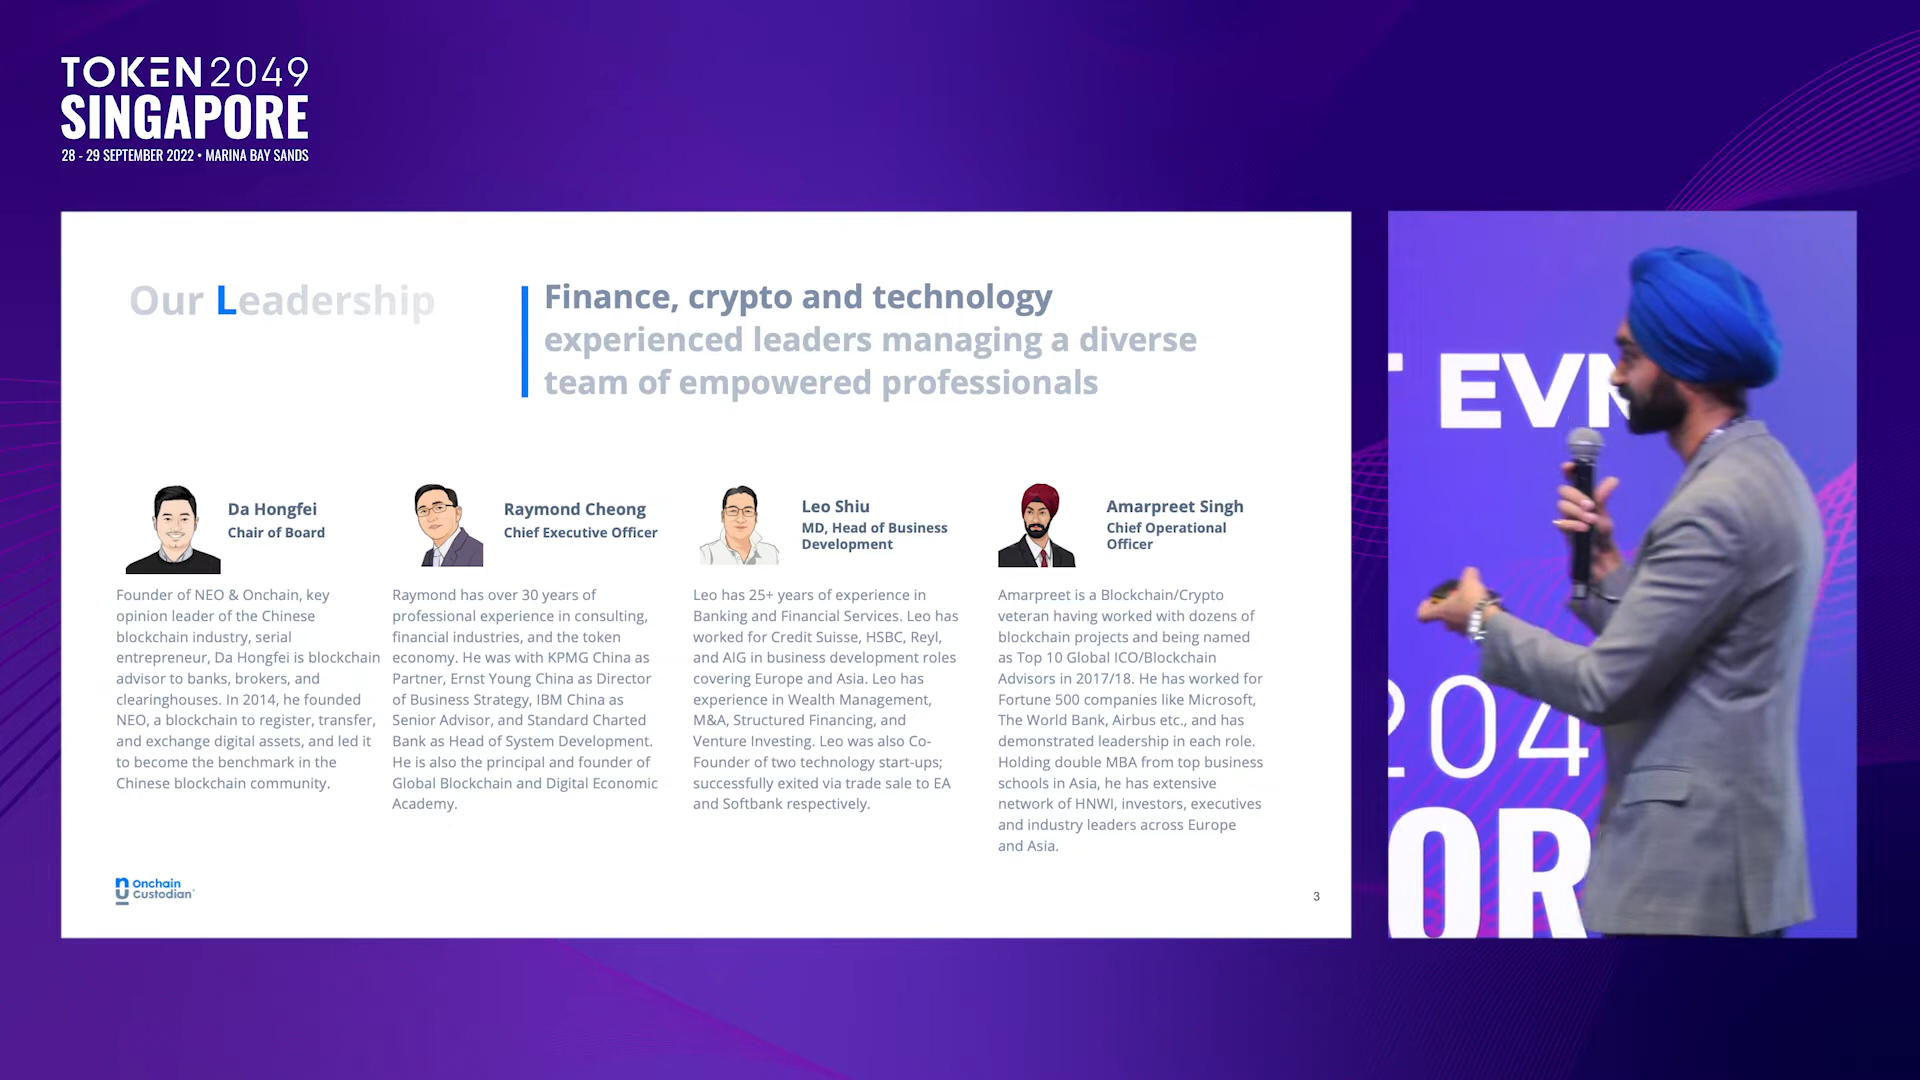 TOKEN2049
SINGAPORE
28 - 29 SEPTEMBER 2022 • MARINA BAY SANDS
Our Leadership
Finance, crypto and technology
experienced leaders managing a diverse
team of empowered professionals
Da Hongfei
Chair of Board
Founder of NEO & Onchain, key
opinion leader of the Chinese
blockchain industry, serial
entrepreneur, Da Hongfei is blockchain
advisor to banks, brokers, and
clearinghouses. In 2014, he founded
NEO, a blockchain to register, transfer,
and exchange digital assets, and led it
to become the benchmark in the
Chinese blockchain community.
Raymond Cheong
Chief Executive Officer
Raymond has over 30 years of
professional experience in consulting,
financial industries, and the token
economy. He was with KPMG China as
Partner, Ernst Young China as Director
of Business Strategy, IBM China as
Senior Advisor, and Standard Charted
Bank as Head of System Development.
He is also the principal and founder of
Global Blockchain and Digital Economic
Academy.
Leo Shiu
MD, Head of Business
Development
Leo has 25+ years of experience in
Banking and Financial Services. Leo has
worked for Credit Suisse, HSBC, Reyl,
and AIG in business development roles
covering Europe and Asia. Leo has
experience in Wealth Management,
M&A, Structured Financing, and
Venture Investing. Leo was also Co-
Founder of two technology start-ups;
successfully exited via trade sale to EA
and Softbank respectively.
Amarpreet Singh
Chief Operational
Officer
Amarpreet is a Blockchain/Crypto
veteran having worked with dozens of
blockchain projects and being named
as Top 10 Global ICO/Blockchain
Advisors in 2017/18. He has worked for
Fortune 500 companies like Microsoft,
The World Bank, Airbus etc., and has
demonstrated leadership in each role.
Holding double MBA from top business
schools in Asia, he has extensive
network of HNWI, investors, executives
and industry leaders across Europe
and Asia.
Onchain
Custodian
3
EVM
204
OR